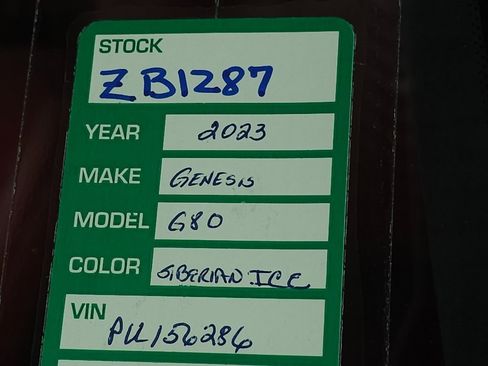 STOCK
ZB1287
YEAR 2023
MAKE GENESIS
MODEL G80
COLOR SIBERIAN ICE
VIN
PU156286